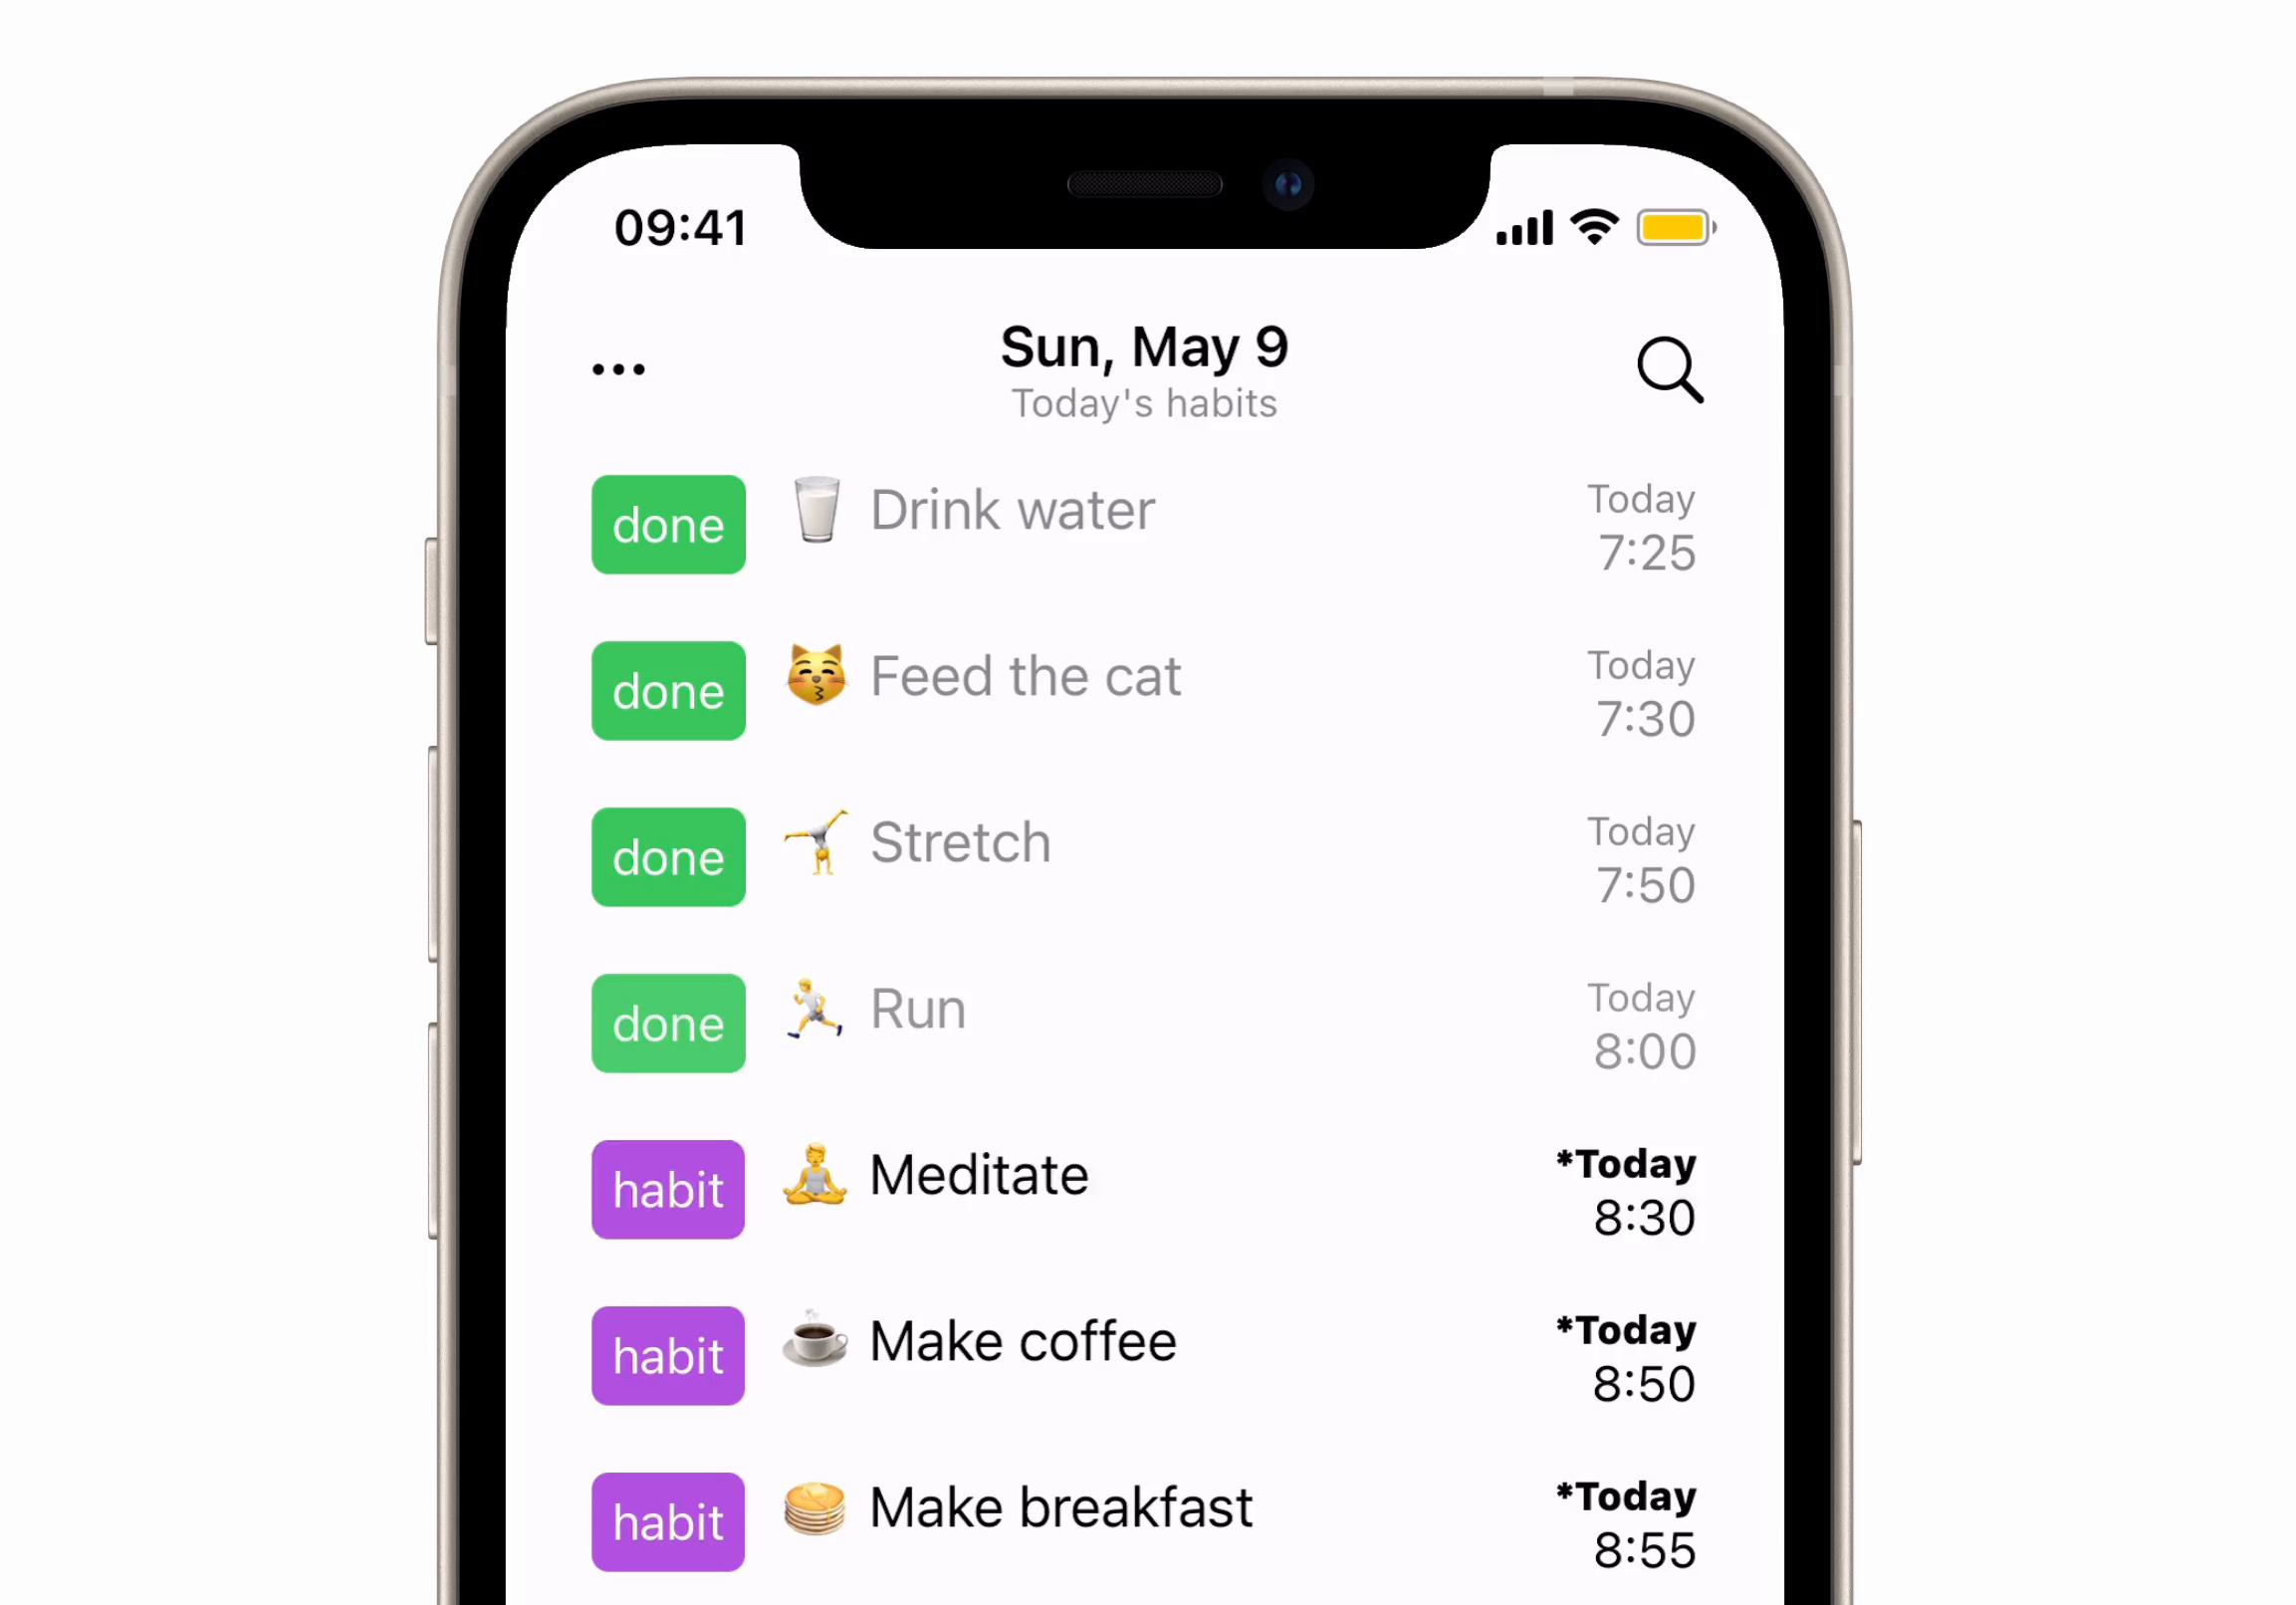 09:41
...
Sun, May 9
Today's habits
done Drink water Today
7:25
done Feed the cat Today
7:30
done Stretch Today
7:50
done Run Today
8:00
habit Meditate *Today
8:30
habit Make coffee *Today
8:50
habit Make breakfast *Today
8:55